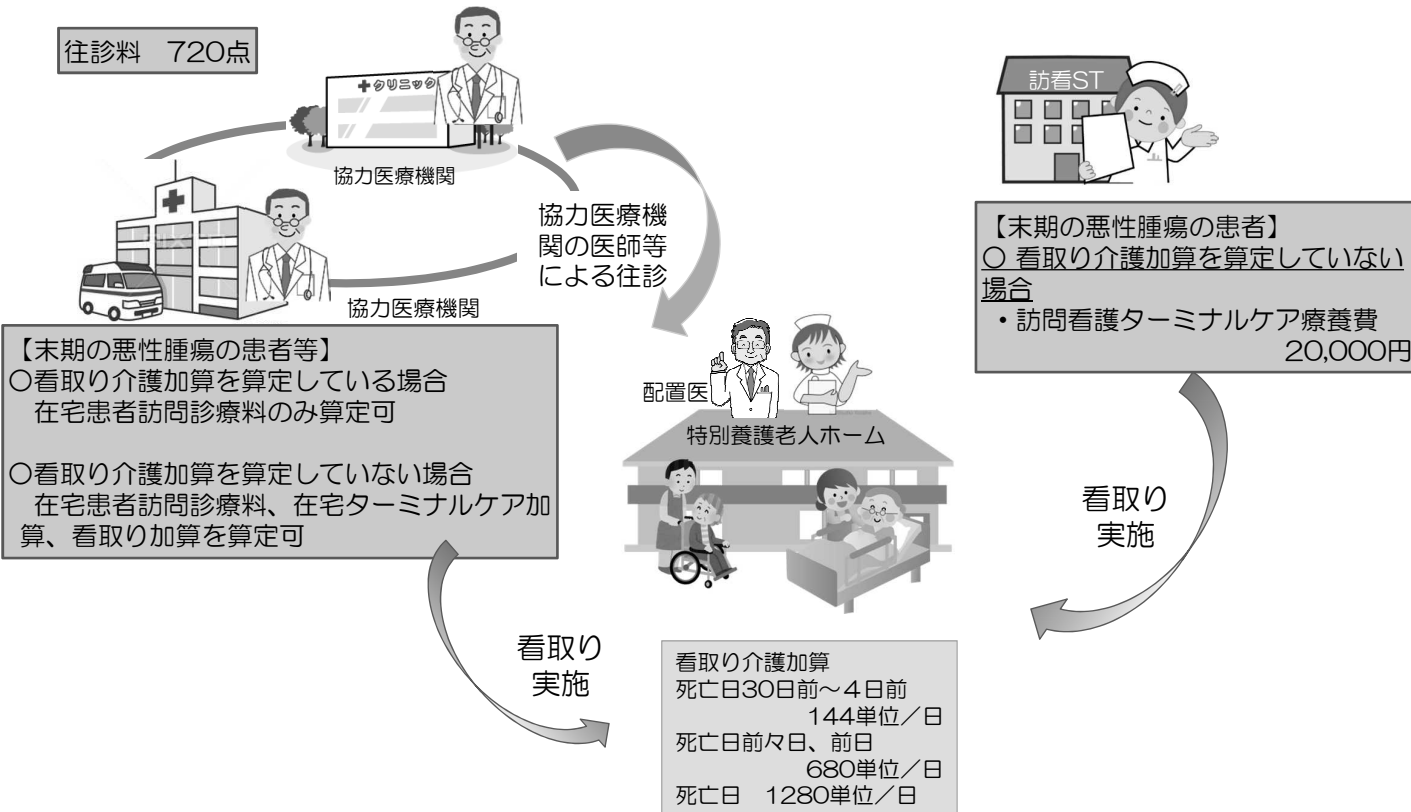 往診料　720点
クリニック
協力医療機関
協力医療機関
協力医療機
関の医師等
による往診
訪看ST
【末期の悪性腫瘍の患者】
○ 看取り介護加算を算定していない
場合
・訪問看護ターミナルケア療養費
20,000円
【末期の悪性腫瘍の患者等】
○看取り介護加算を算定している場合
在宅患者訪問診療料のみ算定可
○看取り介護加算を算定していない場合
在宅患者訪問診療料、在宅ターミナルケア加
算、看取り加算を算定可
配置医
特別養護老人ホーム
看取り
実施
看取り
実施
看取り介護加算
死亡日30日前～4日前
144単位／日
死亡日前々日、前日
680単位／日
死亡日　1280単位／日